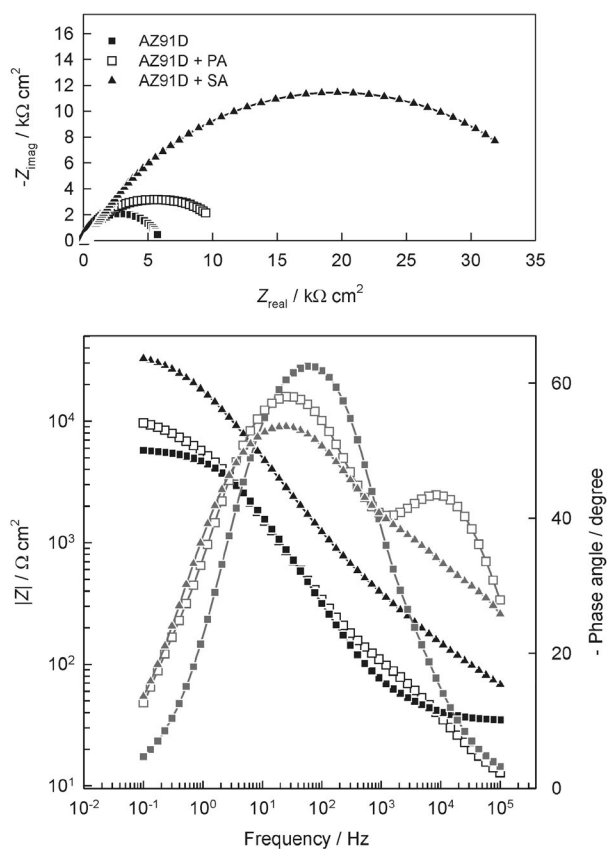 AZ91D
AZ91D + PA
AZ91D + SA
16
14
12
10
8
6
4
2
0
-Zimag / kΩ cm²
0 5 10 15 20 25 30 35
Zreal / kΩ cm²
10⁴
10³
10²
10¹
|Z| / Ω cm²
60
40
20
0
- Phase angle / degree
10⁻² 10⁻¹ 10⁰ 10¹ 10² 10³ 10⁴ 10⁵
Frequency / Hz